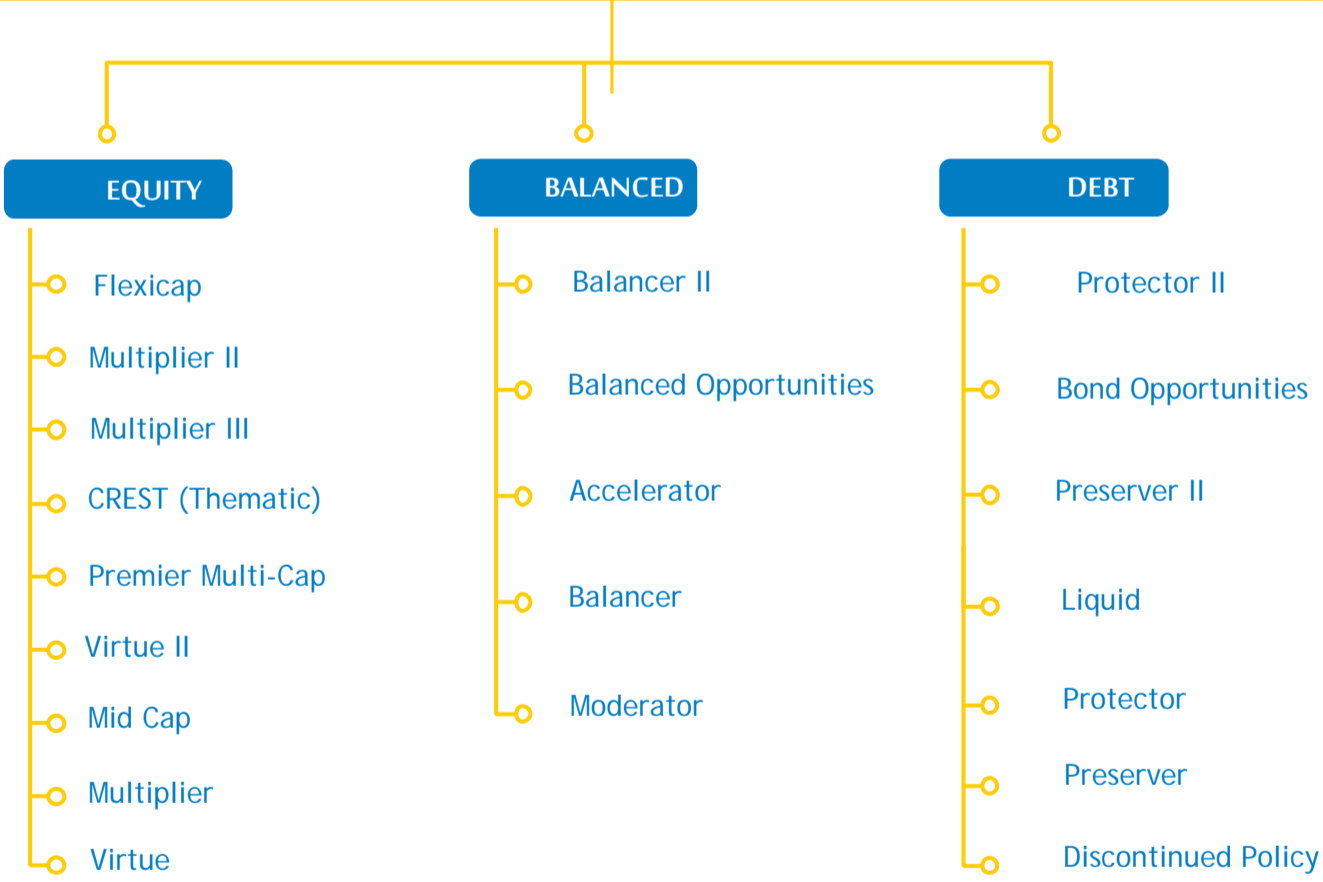 EQUITY
Flexicap
Multiplier II
Multiplier III
CREST (Thematic)
Premier Multi-Cap
Virtue II
Mid Cap
Multiplier
Virtue
BALANCED
Balancer II
Balanced Opportunities
Accelerator
Balancer
Moderator
DEBT
Protector II
Bond Opportunities
Preserver II
Liquid
Protector
Preserver
Discontinued Policy